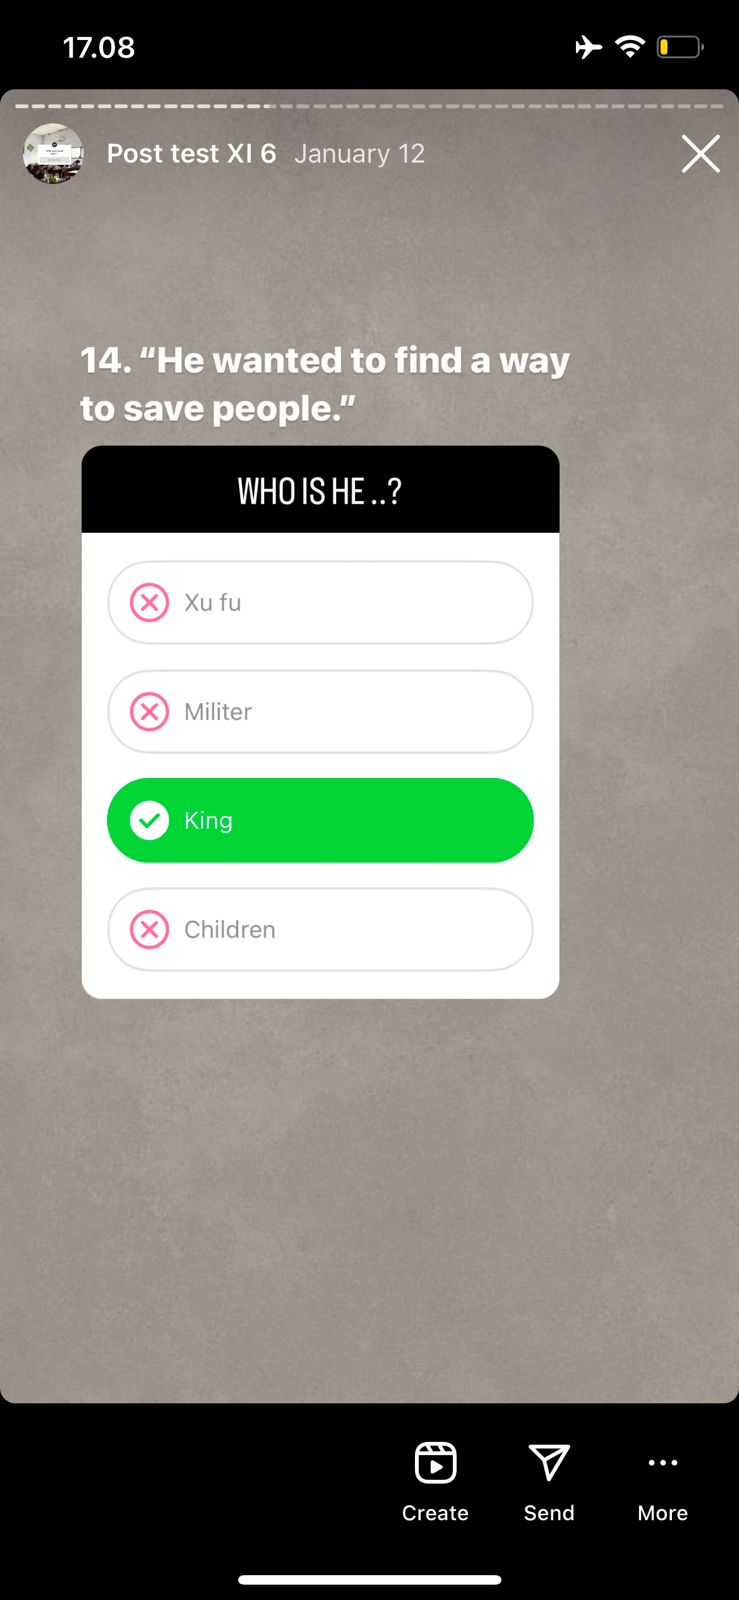 17.08
Post test XI 6 January 12
14. “He wanted to find a way
to save people.”
WHO IS HE ..?
Xu fu
Militer
King
Children
Create Send More